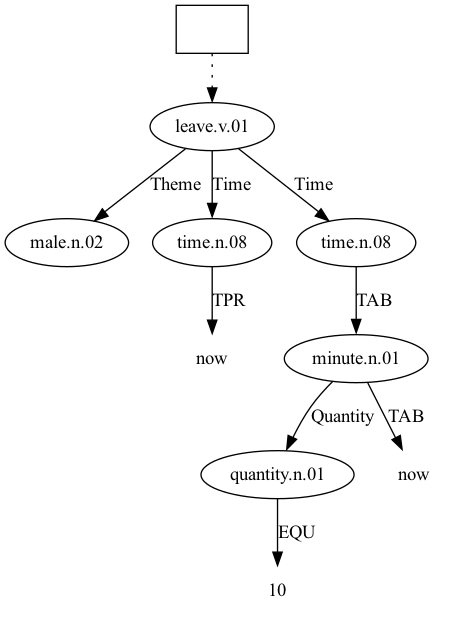 leave.v.01
Theme Time Time
male.n.02 time.n.08 time.n.08
TPR TAB
now minute.n.01
Quantity TAB
quantity.n.01 now
EQU
10